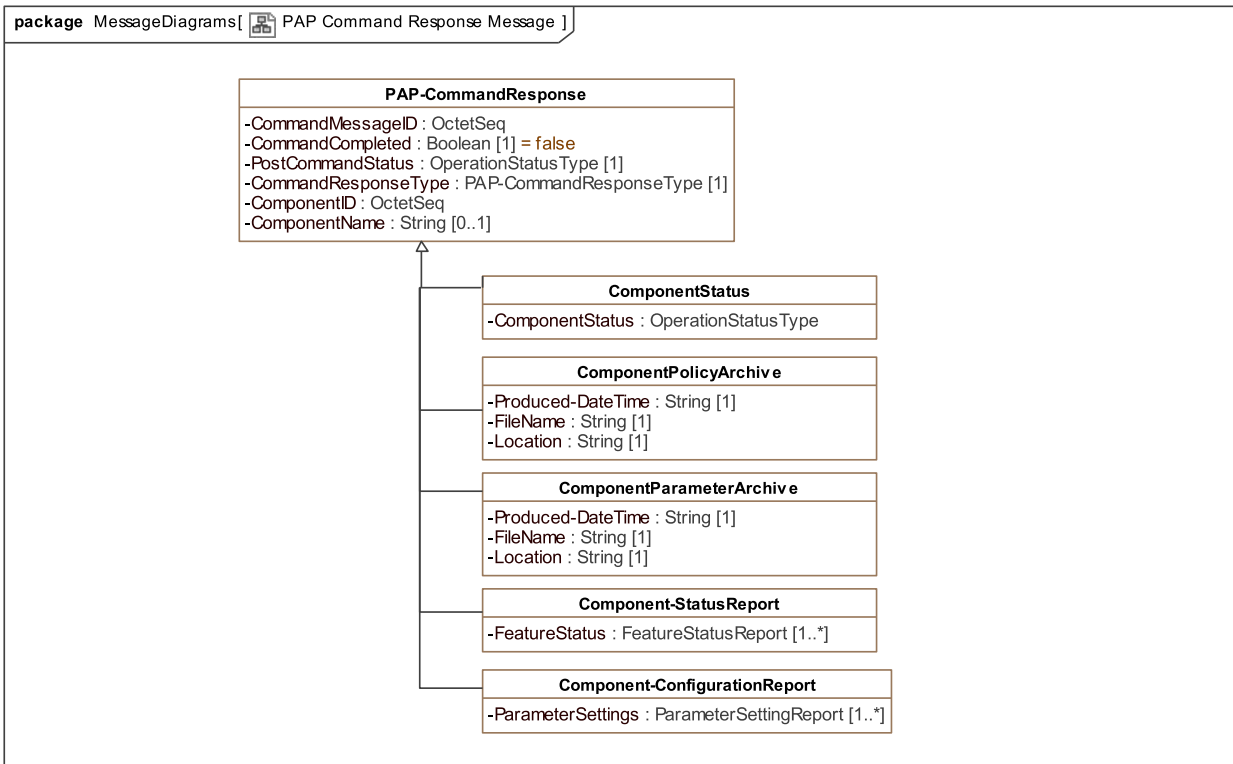 package MessageDiagrams[ PAP Command Response Message ]
PAP-CommandResponse
-CommandMessageID : OctetSeq
-CommandCompleted : Boolean [1] = false
-PostCommandStatus : OperationStatusType [1]
-CommandResponseType : PAP-CommandResponseType [1]
-ComponentID : OctetSeq
-ComponentName : String [0..1]
ComponentStatus
-ComponentStatus : OperationStatusType
ComponentPolicyArchive
-Produced-DateTime : String [1]
-FileName : String [1]
-Location : String [1]
ComponentParameterArchive
-Produced-DateTime : String [1]
-FileName : String [1]
-Location : String [1]
Component-StatusReport
-FeatureStatus : FeatureStatusReport [1..*]
Component-ConfigurationReport
-ParameterSettings : ParameterSettingReport [1..*]